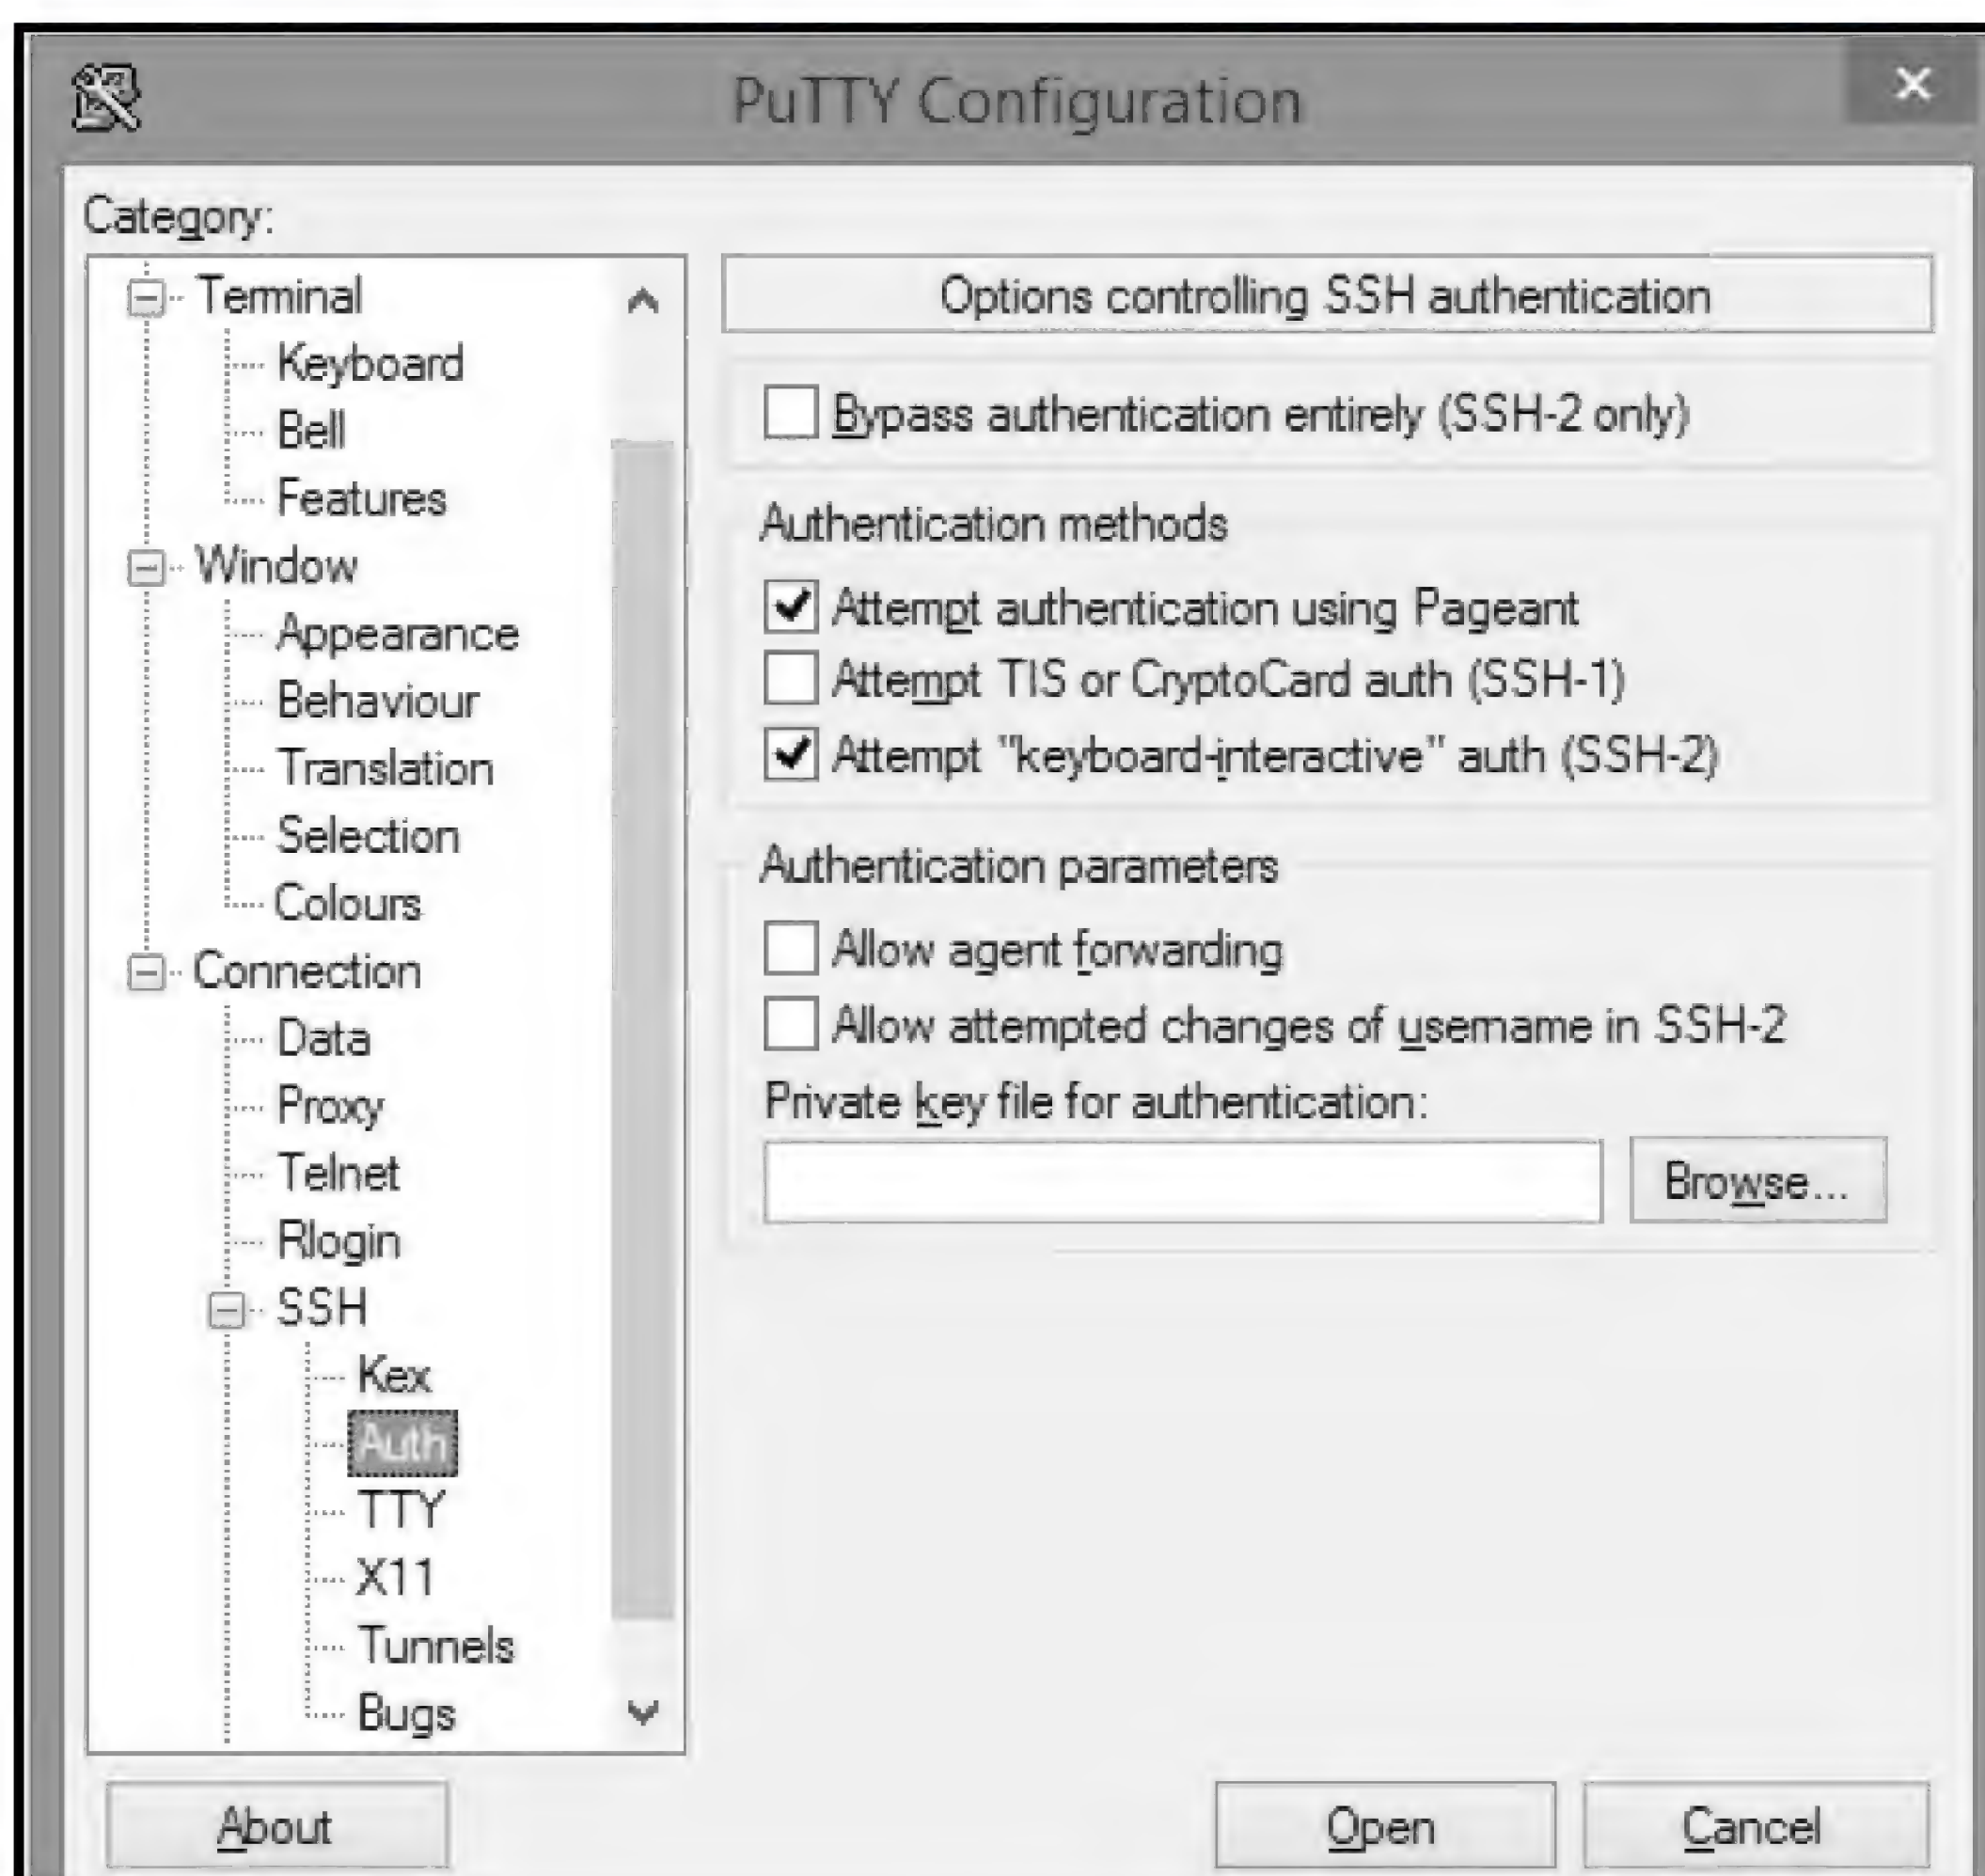 PuTTY Configuration
Category:
Terminal
Keyboard
Bell
Features
Window
Appearance
Behaviour
Translation
Selection
Colours
Connection
Data
Proxy
Telnet
Rlogin
SSH
Kex
Auth
TTY
X11
Tunnels
Bugs
Options controlling SSH authentication
Bypass authentication entirely (SSH-2 only)
Authentication methods
Attempt authentication using Pageant
Attempt TIS or CryptoCard auth (SSH-1)
Attempt "keyboard-interactive" auth (SSH-2)
Authentication parameters
Allow agent forwarding
Allow attempted changes of username in SSH-2
Private key file for authentication:
Browse...
About
Open
Cancel